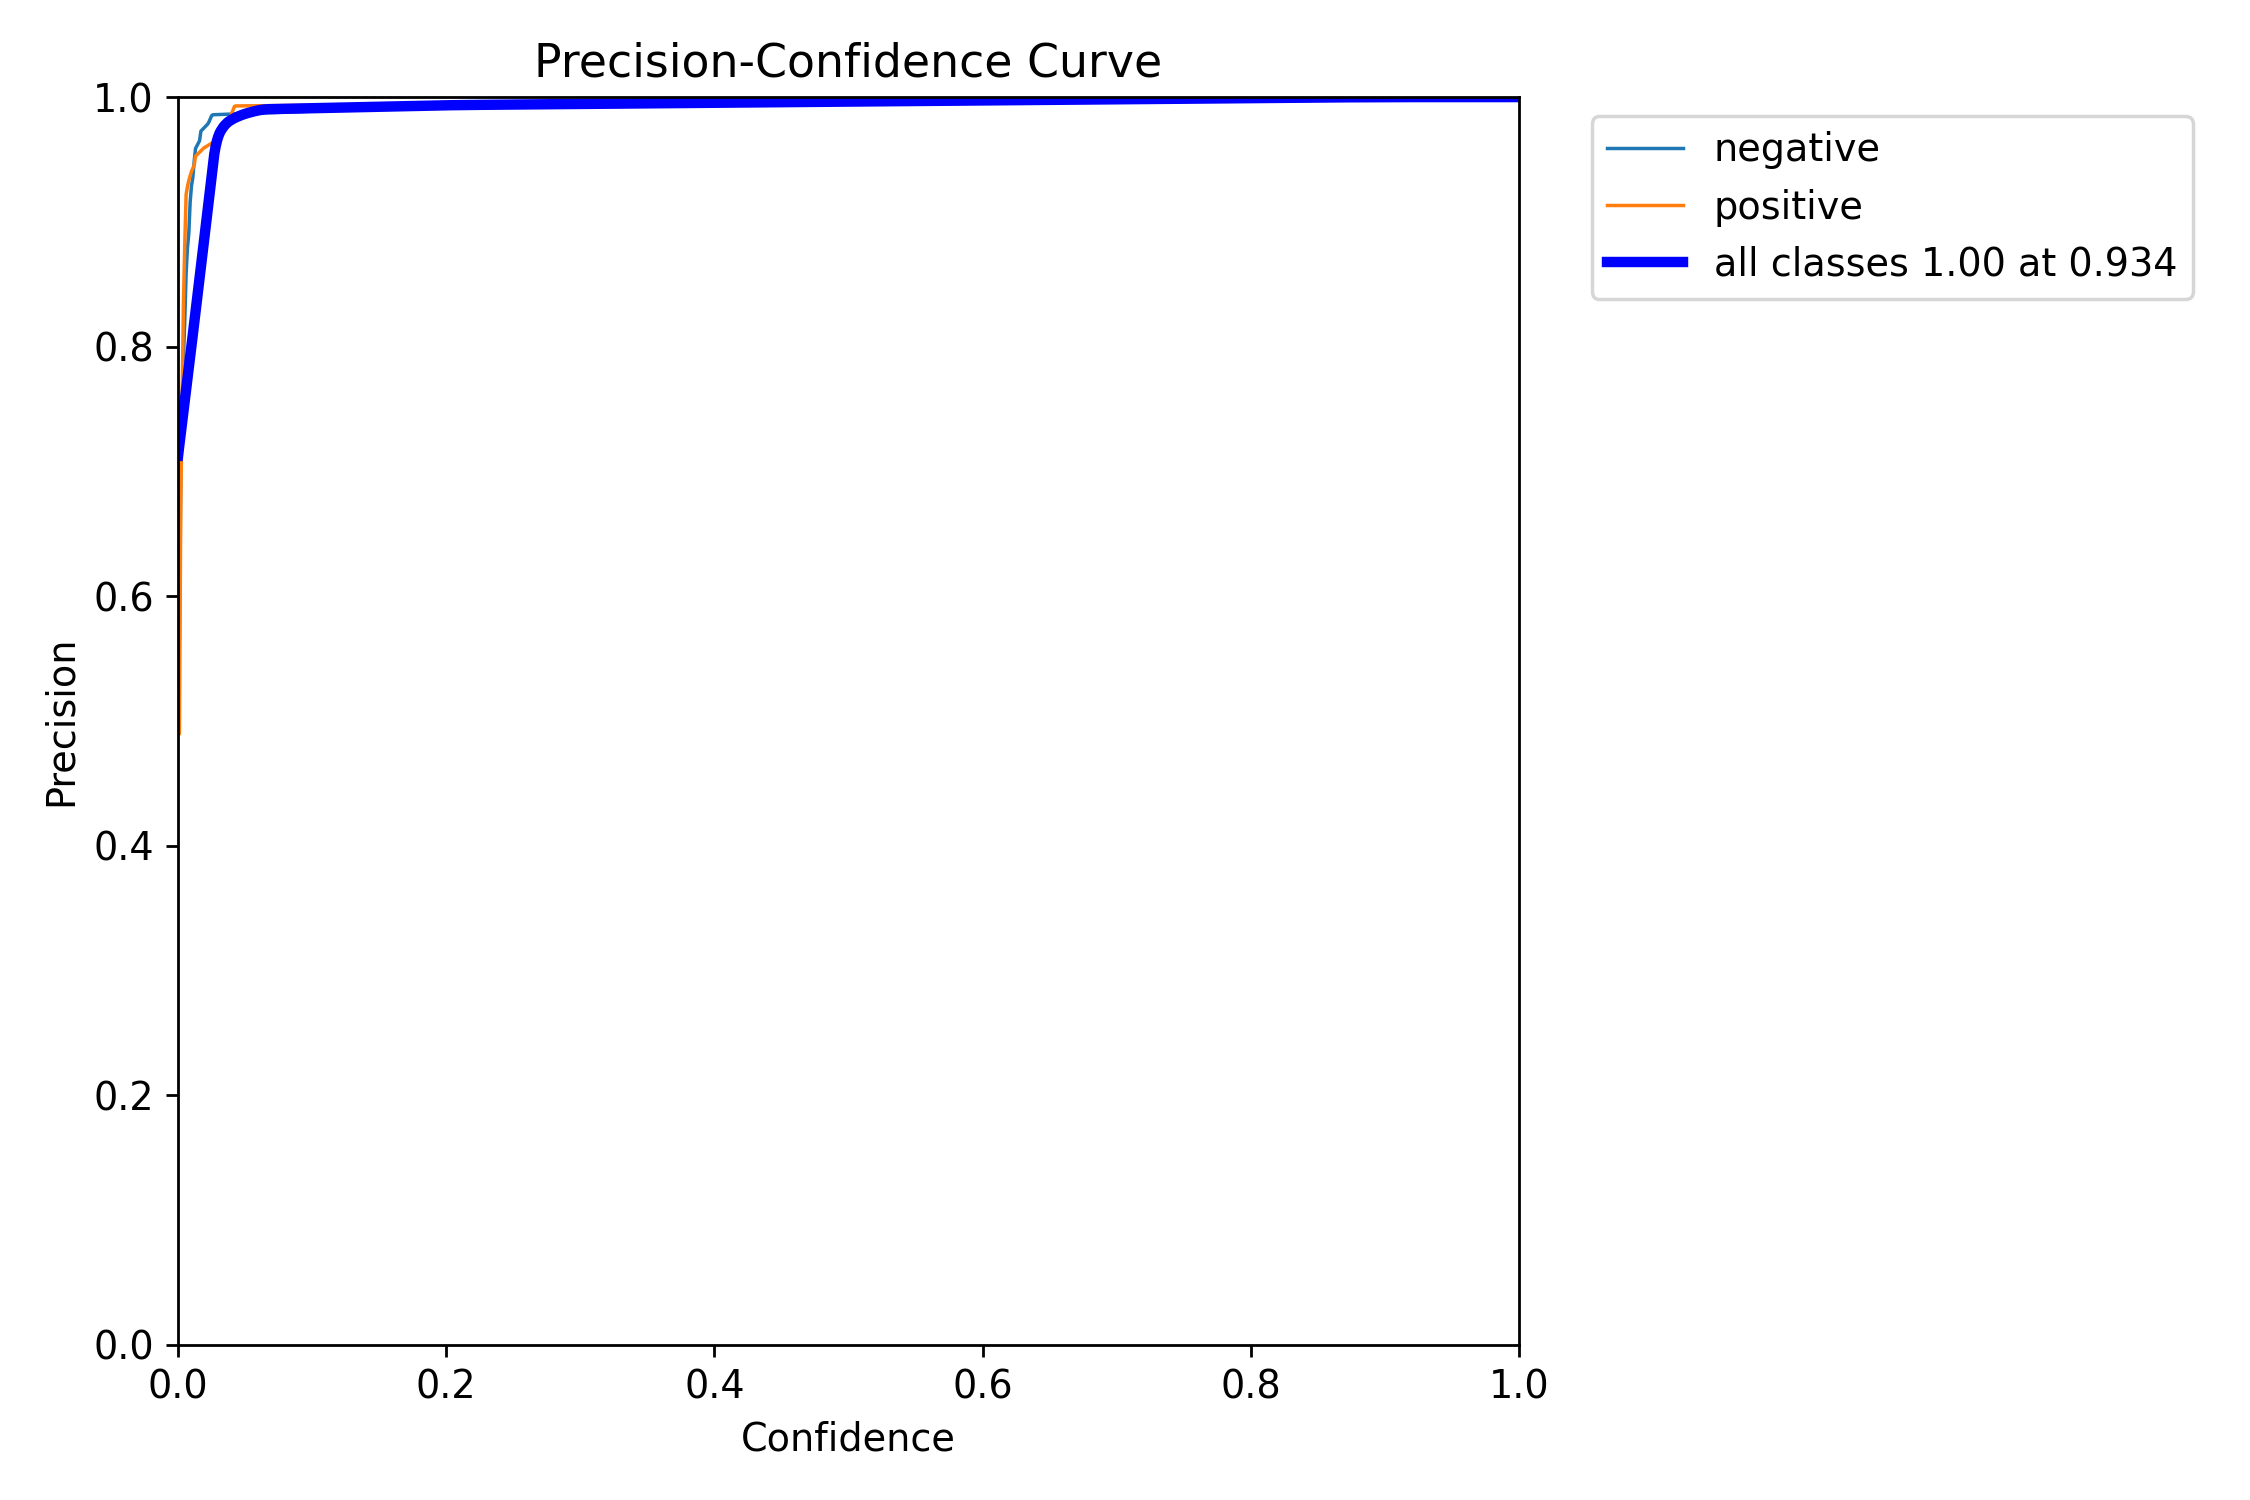 Precision-Confidence Curve
1.0
0.8
0.6
0.4
0.2
0.0
Precision
0.0 0.2 0.4 0.6 0.8 1.0
Confidence
negative
positive
all classes 1.00 at 0.934